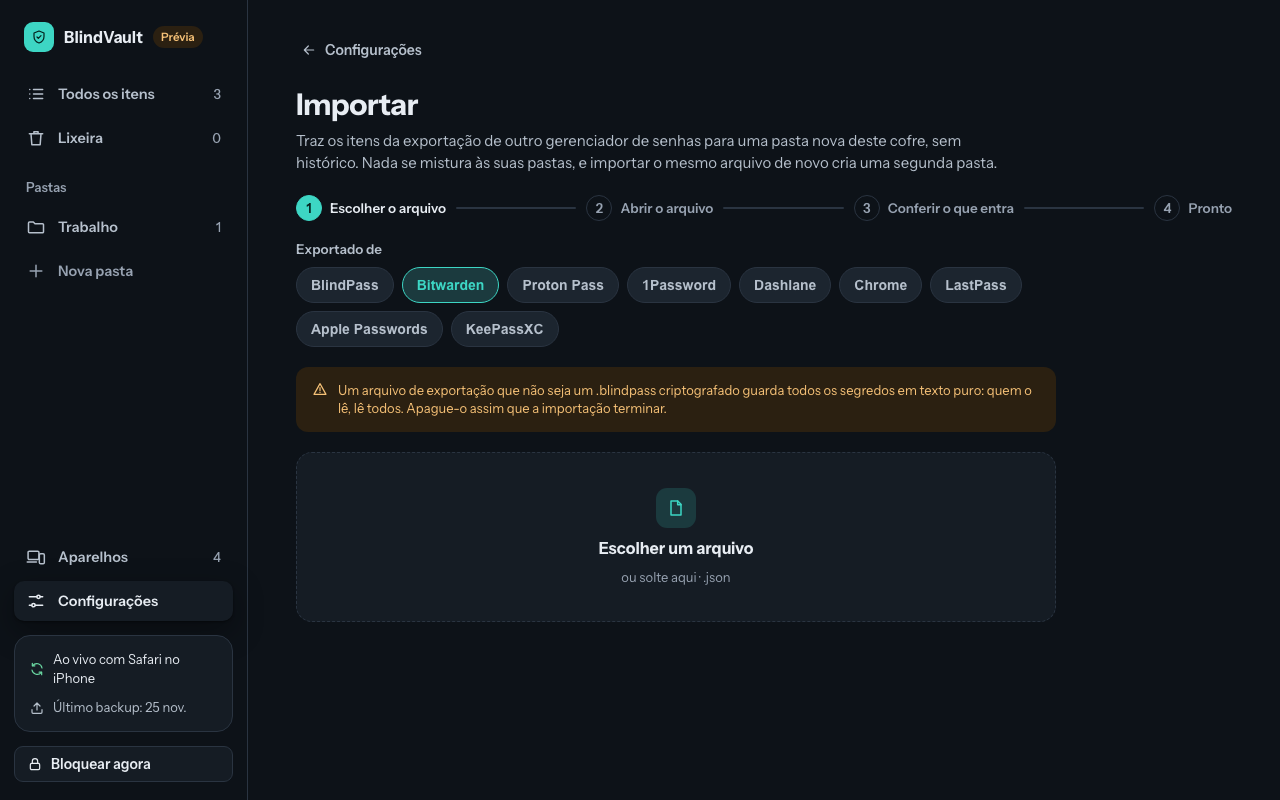 BlindVault
Prévia
Todos os itens 3
Lixeira 0
Pastas
Trabalho 1
Nova pasta
Aparelhos 4
Configurações
Ao vivo com Safari no
iPhone
Último backup: 25 nov.
Bloquear agora
Configurações
Importar
Traz os itens da exportação de outro gerenciador de senhas para uma pasta nova deste cofre, sem
histórico. Nada se mistura às suas pastas, e importar o mesmo arquivo de novo cria uma segunda pasta.
1 Escolher o arquivo 2 Abrir o arquivo 3 Conferir o que entra 4 Pronto
Exportado de
BlindPass Bitwarden Proton Pass 1Password Dashlane Chrome LastPass
Apple Passwords KeePassXC
Um arquivo de exportação que não seja um .blindpass criptografado guarda todos os segredos em texto puro: quem o
lê, lê todos. Apague-o assim que a importação terminar.
Escolher um arquivo
ou solte aqui · .json